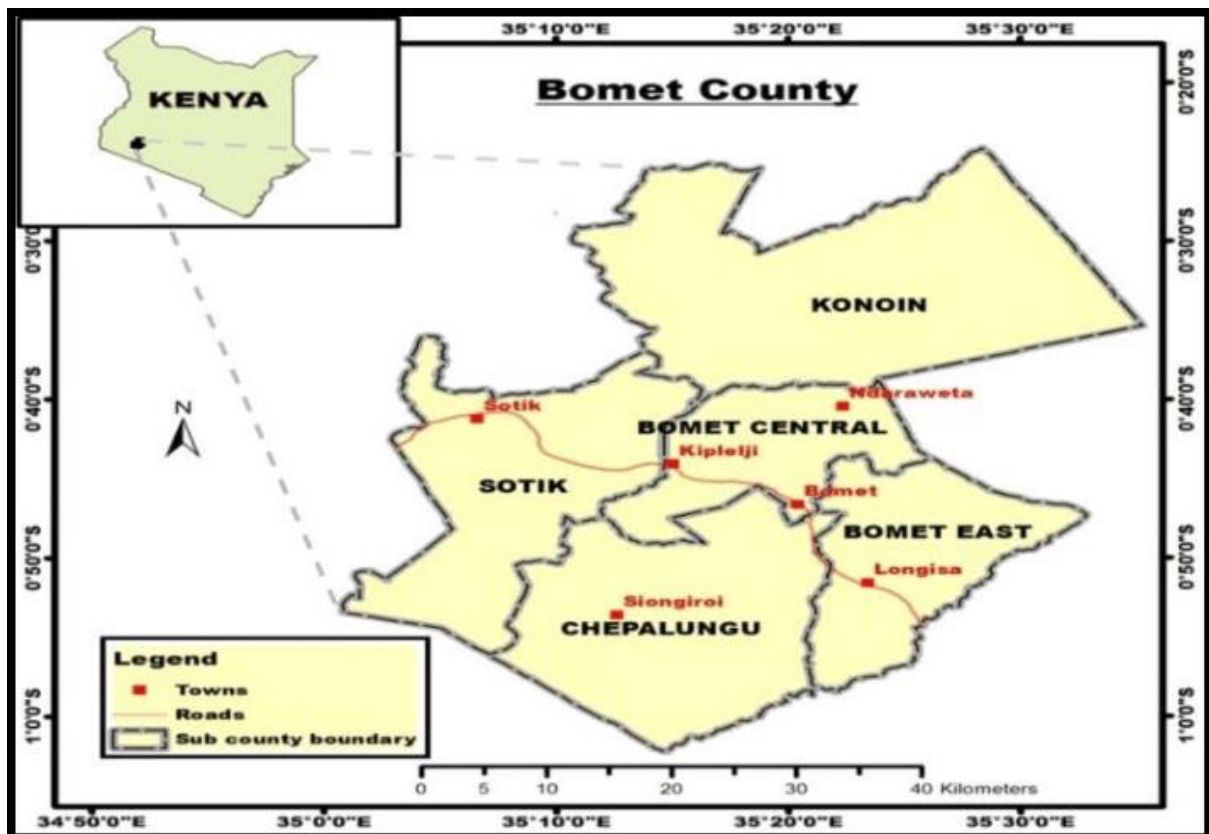 35°10'0"E
35°20'0"E
35°30'0"E
KENYA
Bomet County
0°20'0"S
0°30'0"S
0°30'0"S
KONOIN
0°40'0"S
0°40'0"S
Ndaraweta
Sotik
BOMET CENTRAL
Kiplelji
SOTIK
Bomet
BOMET EAST
0°50'0"S
0°50'0"S
Longisa
Siongiroi
CHEPALUNGU
N
Legend
Towns
Roads
Sub county boundary
1°0'0"S
1°0'0"S
0 5 10 20 30 40 Kilometers
34°50'0"E
35°0'0"E
35°10'0"E
35°20'0"E
35°30'0"E